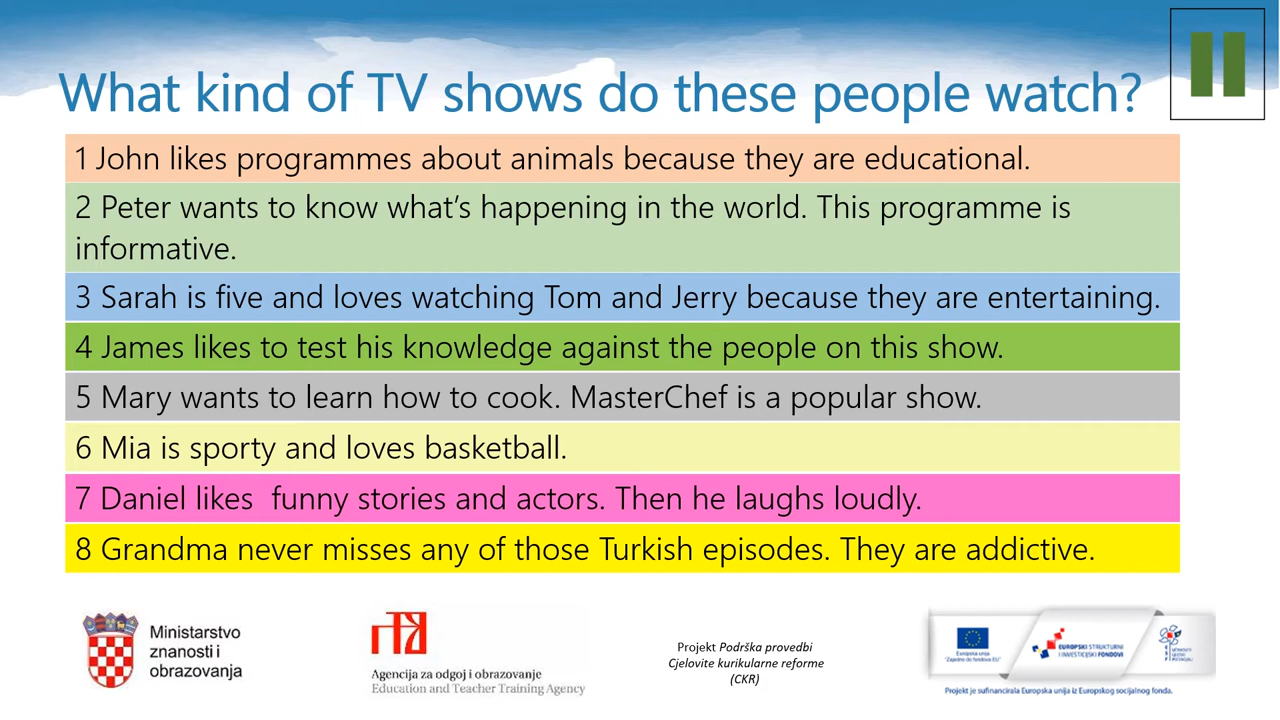 What kind of TV shows do these people watch?
1 John likes programmes about animals because they are educational.
2 Peter wants to know what's happening in the world. This programme is
informative.
3 Sarah is five and loves watching Tom and Jerry because they are entertaining.
4 James likes to test his knowledge against the people on this show.
5 Mary wants to learn how to cook. MasterChef is a popular show.
6 Mia is sporty and loves basketball.
7 Daniel likes  funny stories and actors. Then he laughs loudly.
8 Grandma never misses any of those Turkish episodes. They are addictive.
Ministarstvo
znanosti i
obrazovanja
Agencija za odgoj i obrazovanje
Education and Teacher Training Agency
Projekt Podrška provedbi
Cjelovite kurikularne reforme
(CKR)
Europska unija
"Zajedno do fondova EU"
EUROPSKI STRUKTURNI
I INVESTICIJSKI FONDOVI
Projekt je sufinancirala Europska unija iz Europskog socijalnog fonda.